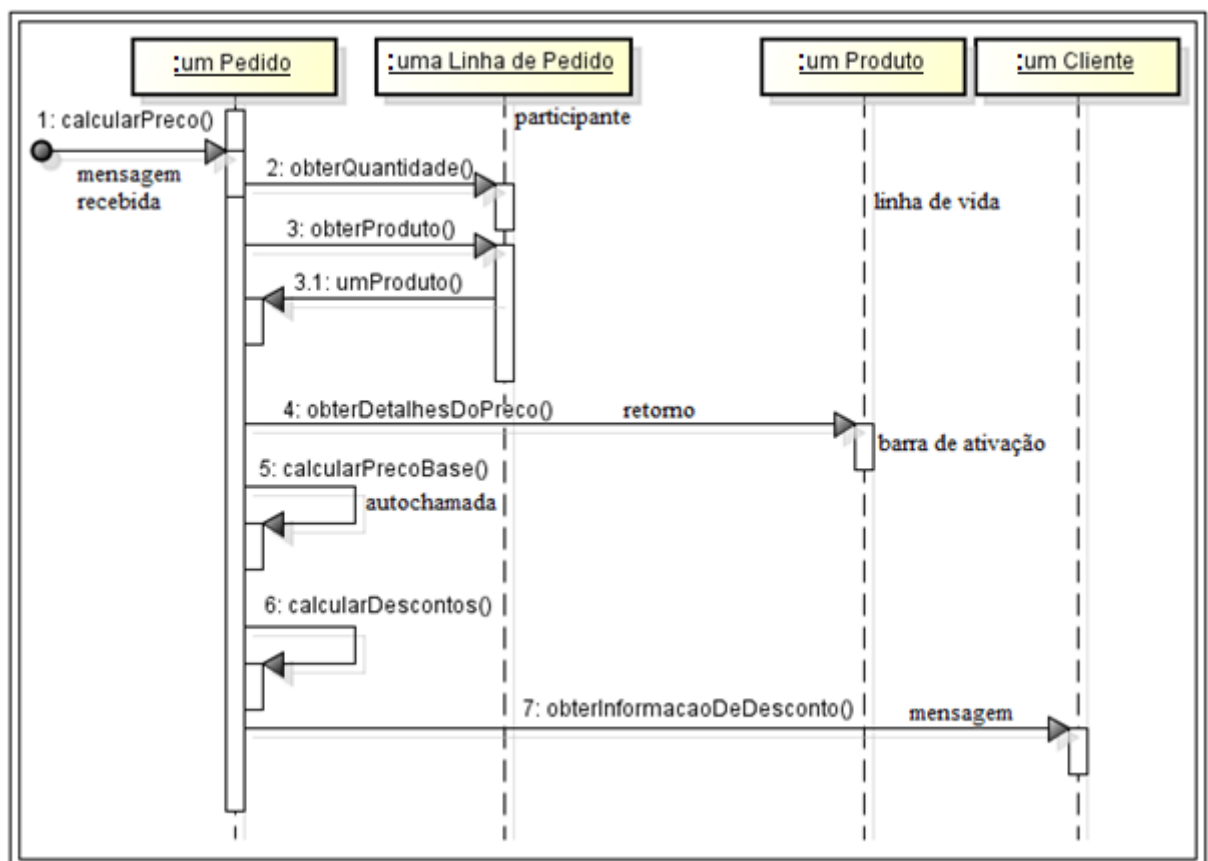 :um Pedido
:uma Linha de Pedido
:um Produto
:um Cliente
1: calcularPreco()
participante
mensagem
recebida
2: obterQuantidade()
linha de vida
3: obterProduto()
3.1: umProduto()
4: obterDetalhesDoPreco()
retorno
barra de ativação
5: calcularPrecoBase()
autochamada
6: calcularDescontos()
7: obterInformacaoDeDesconto()
mensagem